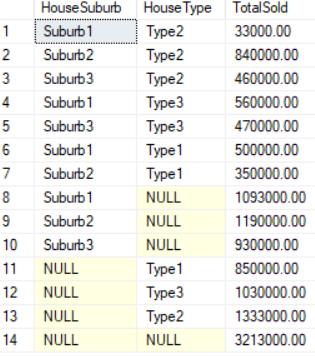 HouseSuburb HouseType TotalSold
1 Suburb1 Type2 33000.00
2 Suburb2 Type2 840000.00
3 Suburb3 Type2 460000.00
4 Suburb1 Type3 560000.00
5 Suburb3 Type3 470000.00
6 Suburb1 Type1 500000.00
7 Suburb2 Type1 350000.00
8 Suburb1 NULL 1093000.00
9 Suburb2 NULL 1190000.00
10 Suburb3 NULL 930000.00
11 NULL Type1 850000.00
12 NULL Type3 1030000.00
13 NULL Type2 1333000.00
14 NULL NULL 3213000.00